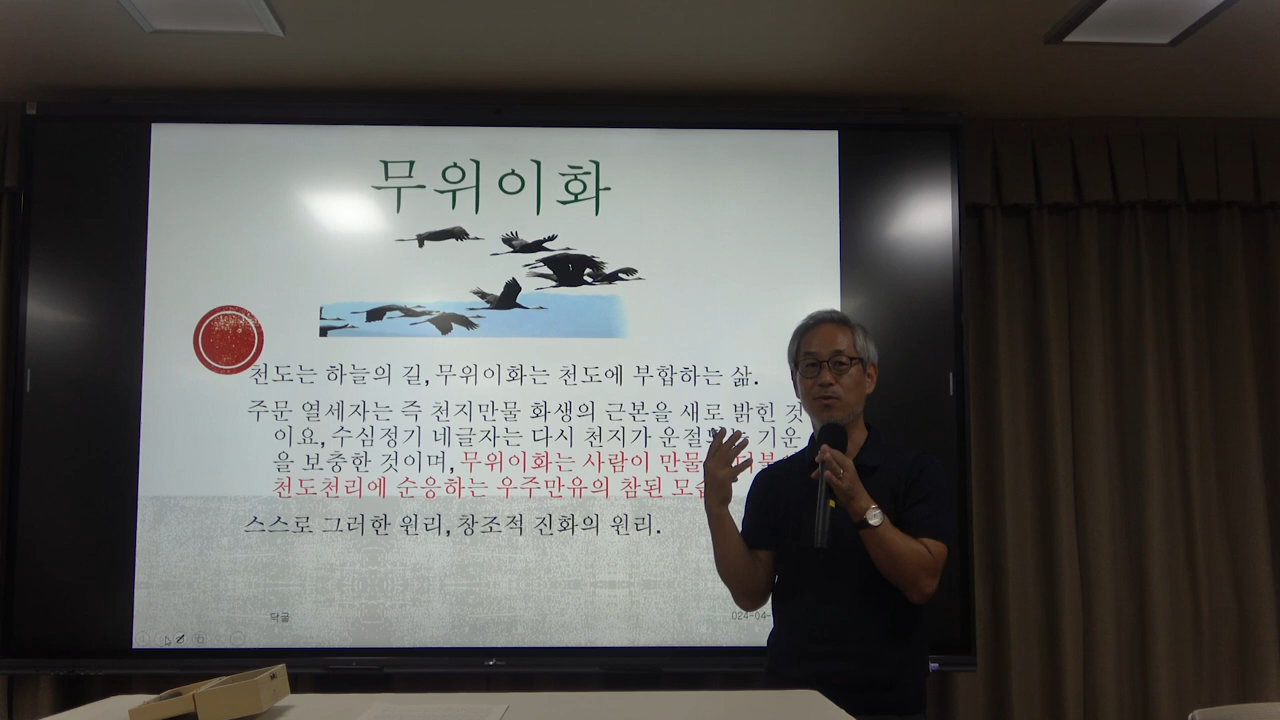 무위이화
천도는 하늘의 길, 무위이화는 천도에 부합하는 삶.
주문 열세자는 즉 천지만물 화생의 근본을 새로 밝힌 것
이요, 수심정기 네글자는 다시 천지가 운절 기운
을 보충한 것이며, 무위이화는 사람이 만물
천도천리에 순응하는 우주만유의 참된 모습
스스로 그러한 원리, 창조적 진화의 원리.
닥글
024-04-